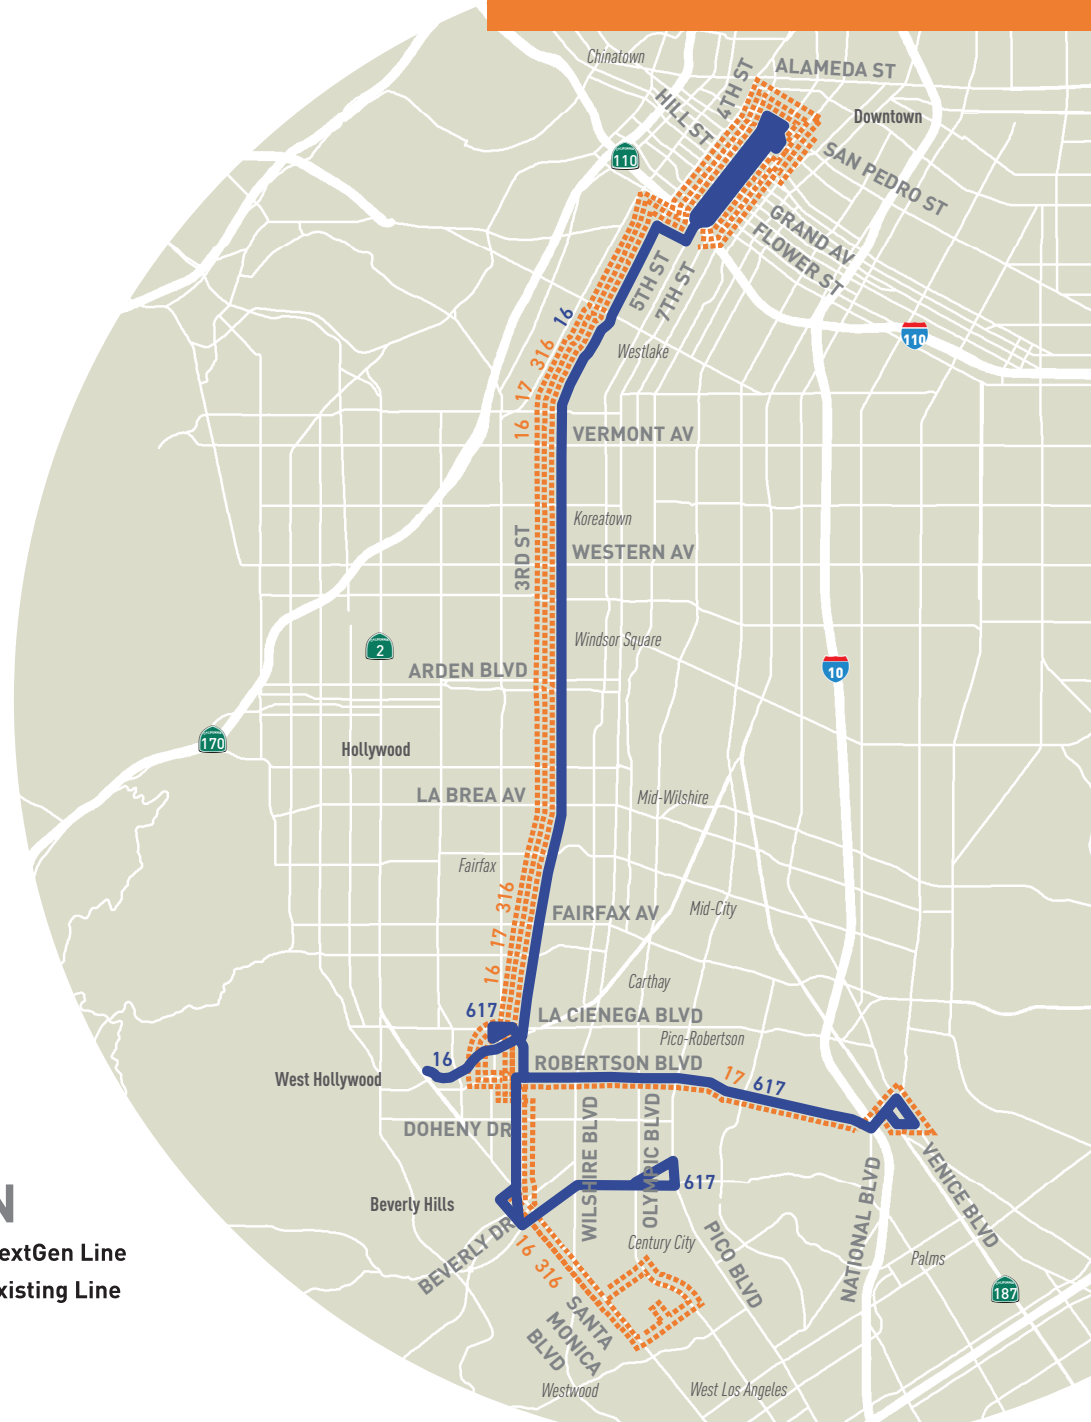 Chinatown
ALAMEDA ST
4TH ST
HILL ST
Downtown
CALIFORNIA
110
SAN PEDRO ST
GRAND AV
FLOWER ST
5TH ST
7TH ST
16
316
17
16
Westlake
110
VERMONT AV
Koreatown
3RD ST
WESTERN AV
Windsor Square
CALIFORNIA
2
ARDEN BLVD
10
CALIFORNIA
170
Hollywood
LA BREA AV
Mid-Wilshire
Fairfax
316
17
16
FAIRFAX AV
Mid-City
Carthay
617
LA CIENEGA BLVD
Pico-Robertson
16
ROBERTSON BLVD
West Hollywood
17
617
DOHENY DR
WILSHIRE BLVD
OLYMPIC BLVD
617
Beverly Hills
BEVERLY DR
16
316
Century City
PICO BLVD
NATIONAL BLVD
VENICE BLVD
Palms
CALIFORNIA
187
SANTA
MONICA
BLVD
Westwood
West Los Angeles
N
extGen Line
xisting Line